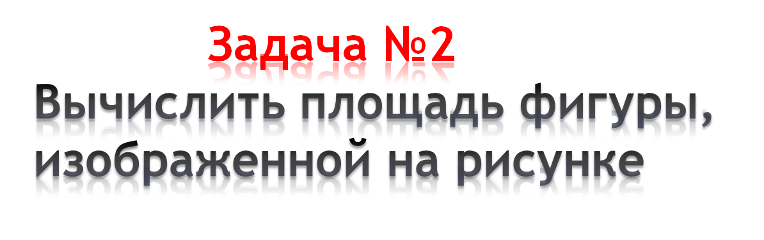 Задача №2
Вычислить площадь фигуры,
изображенной на рисунке